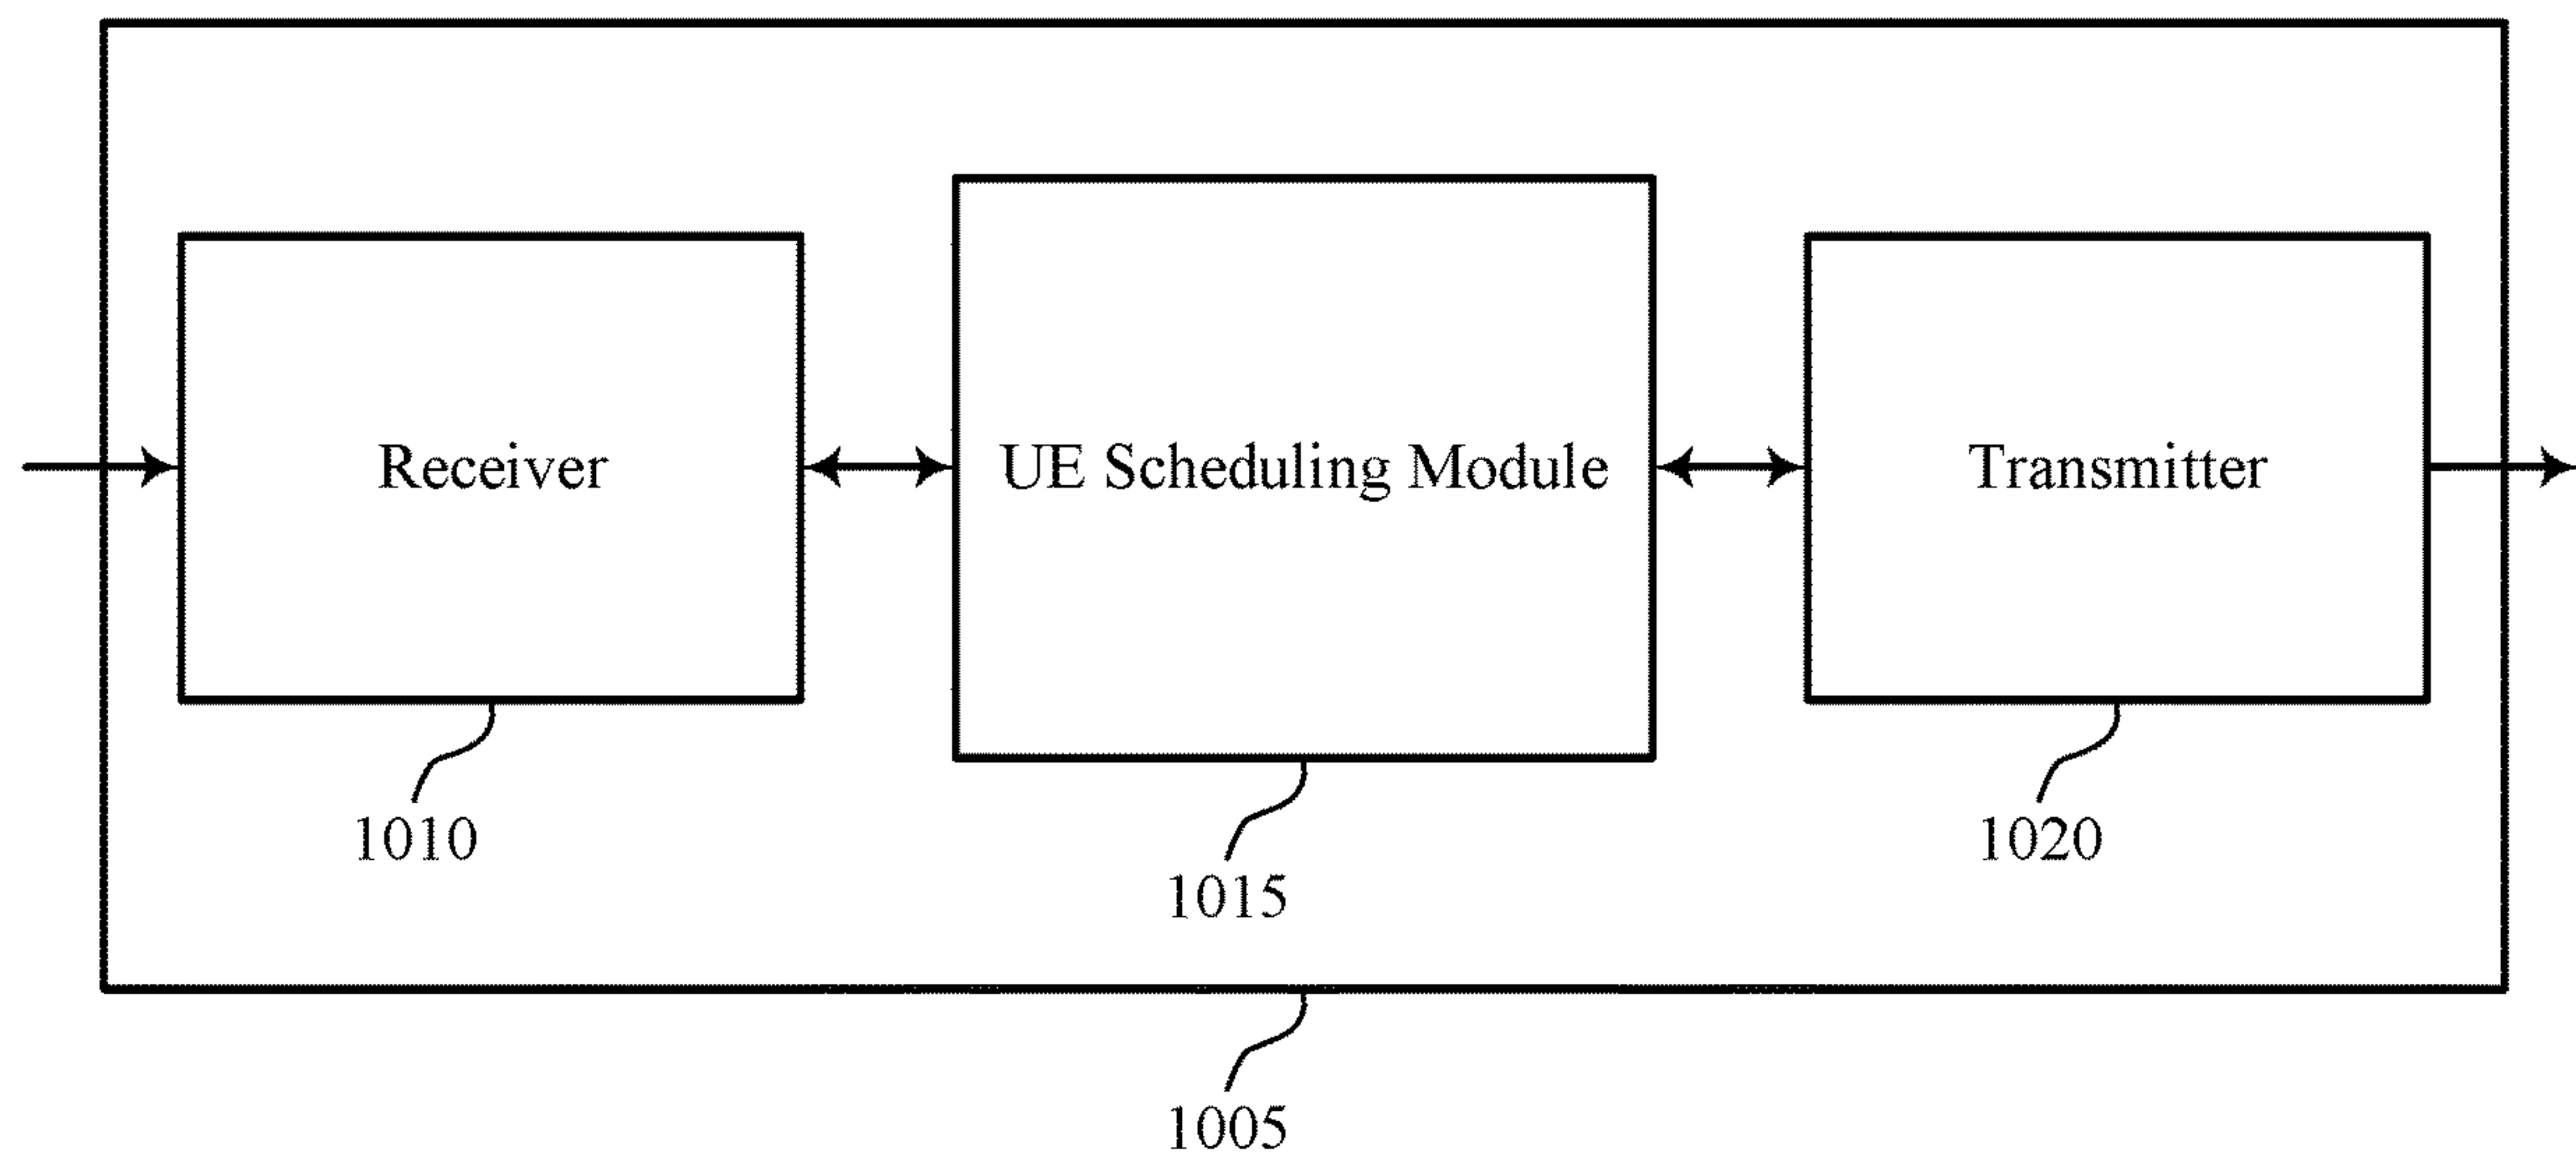 Receiver
UE Scheduling Module
Transmitter
1010
1015
1020
1005